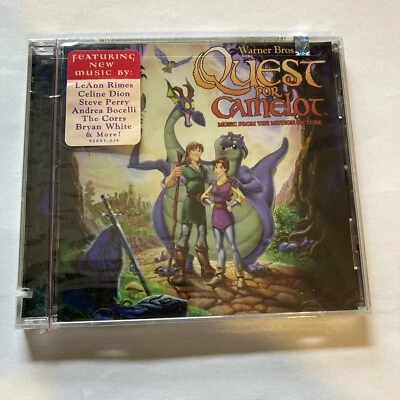 FEATURING
NEW
MUSIC BY:
LeAnn Rimes
Celine Dion
Steve Perry
Andrea Bocelli
The Corrs
Bryan White
& More!
Warner Bros
QUEST
FOR
CAMELOT
MUSIC FROM THE MOTION PICTURE